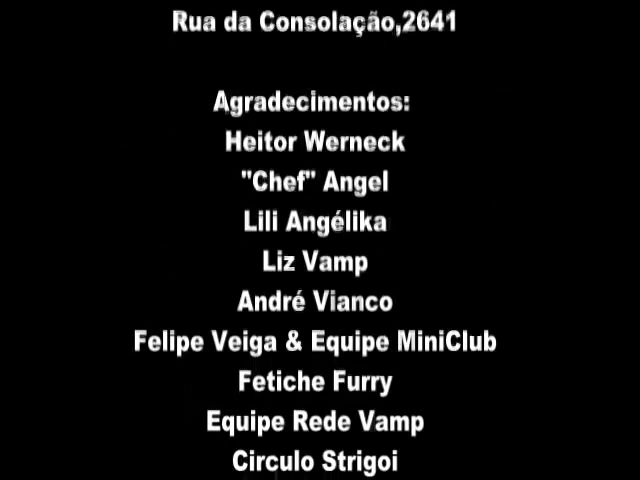 Rua da Consolação,2641
Agradecimentos:
Heitor Werneck
"Chef" Angel
Lili Angélika
Liz Vamp
André Vianco
Felipe Veiga & Equipe MiniClub
Fetiche Furry
Equipe Rede Vamp
Circulo Strigoi